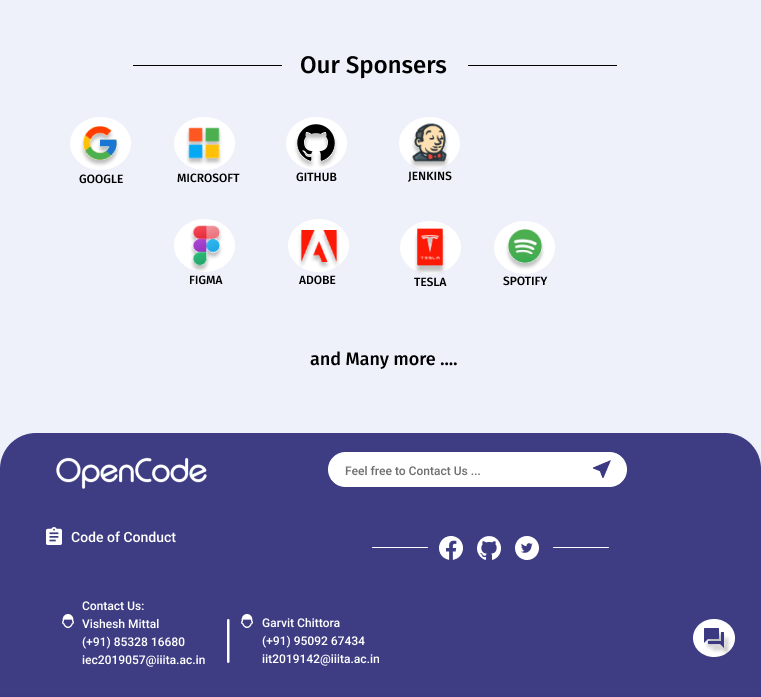 Our Sponsers
GOOGLE
MICROSOFT
GITHUB
JENKINS
FIGMA
ADOBE
TESLA
TESLA
SPOTIFY
and Many more ....
OpenCode
Feel free to Contact Us ...
Code of Conduct
Contact Us:
Vishesh Mittal
(+91) 85328 16680
iec2019057@iiita.ac.in
Garvit Chittora
(+91) 95092 67434
iit2019142@iiita.ac.in